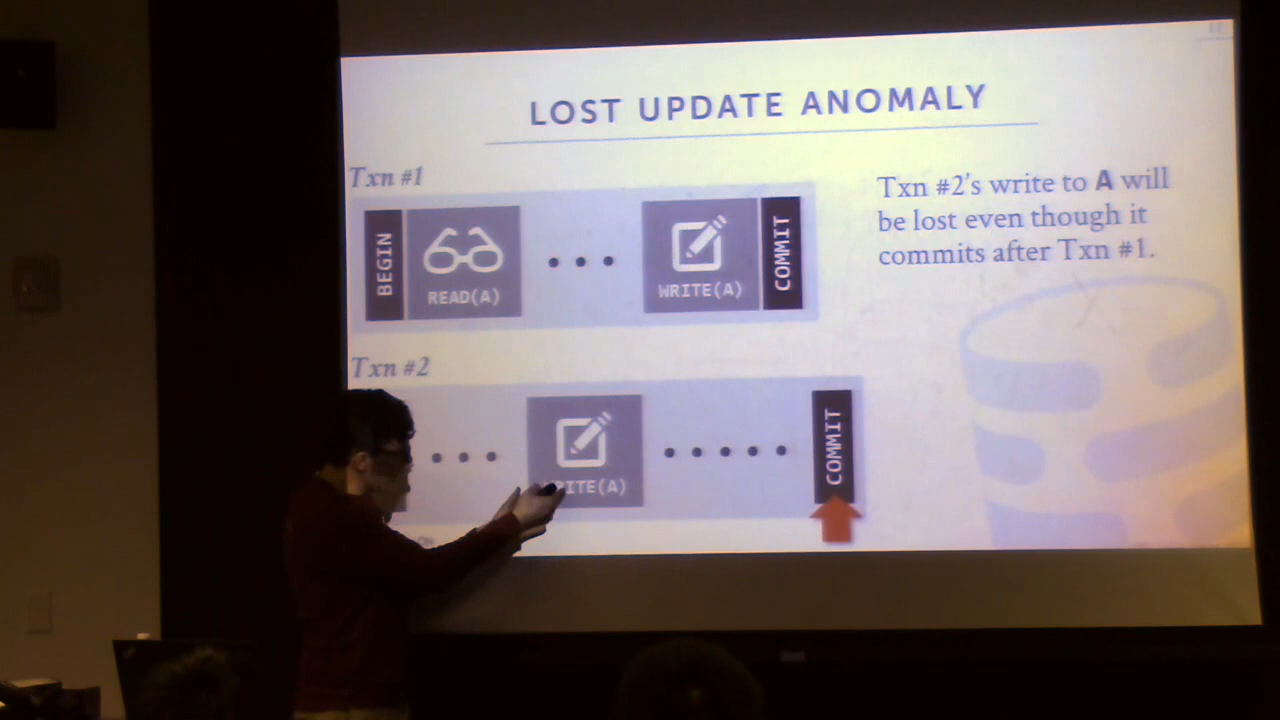 LOST UPDATE ANOMALY
Txn #1
BEGIN
READ(A)
WRITE(A)
COMMIT
Txn #2's write to A will
be lost even though it
commits after Txn #1.
Txn #2
WRITE(A)
COMMIT